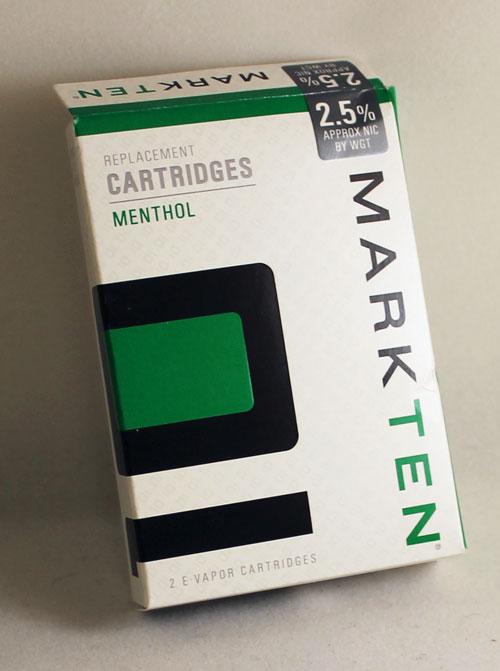 MARKTEN®
2.5%
APPROX NIC
BY WGT
2.5%
APPROX NIC
BY WGT
REPLACEMENT
CARTRIDGES
MENTHOL
MARKTEN®
2 E-VAPOR CARTRIDGES